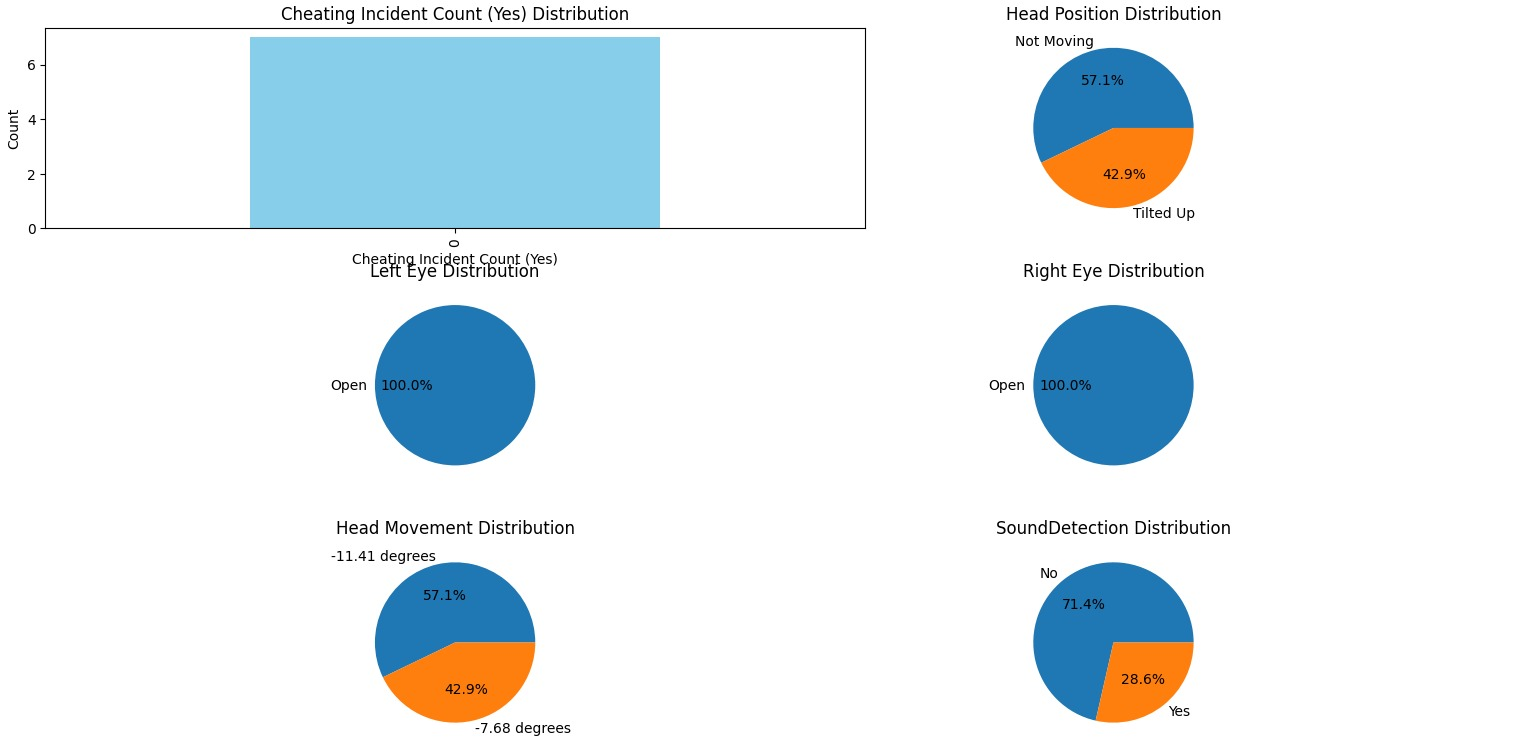 Cheating Incident Count (Yes) Distribution
6
4
2
0
Count
0
Cheating Incident Count (Yes)
Head Position Distribution
Not Moving
57.1%
42.9%
Tilted Up
Left Eye Distribution
Open
100.0%
Right Eye Distribution
Open
100.0%
Head Movement Distribution
-11.41 degrees
57.1%
42.9%
-7.68 degrees
SoundDetection Distribution
No
71.4%
28.6%
Yes